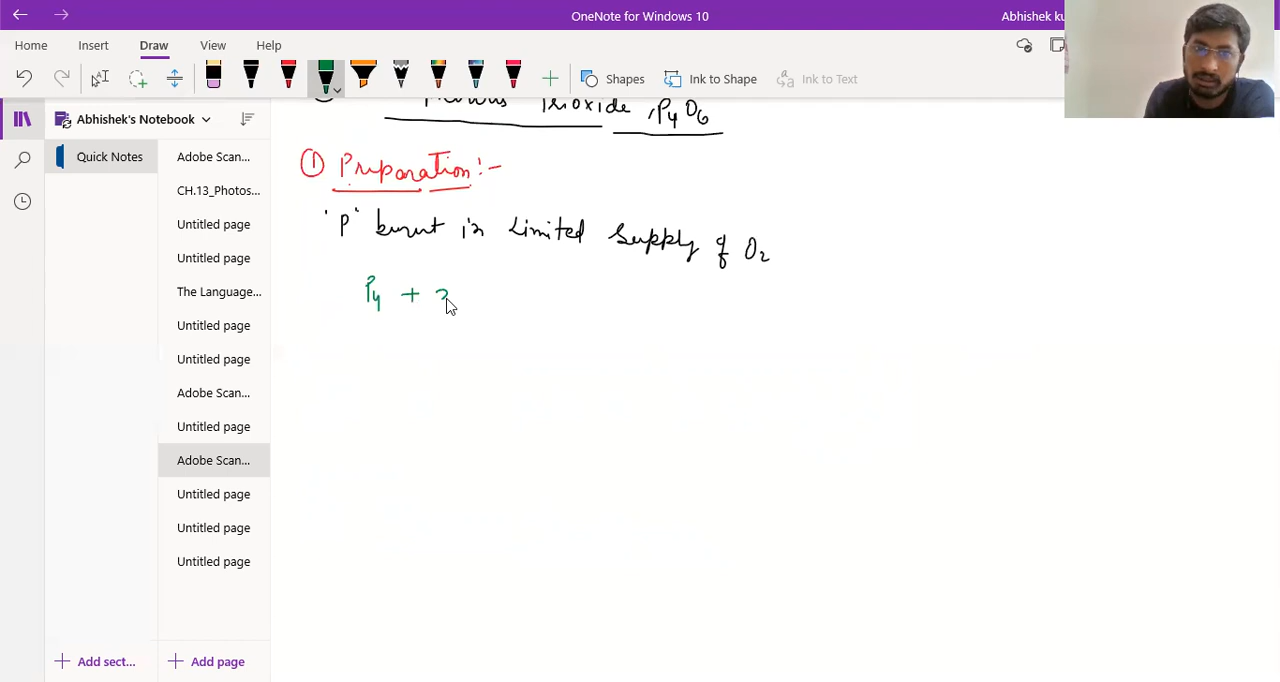 OneNote for Windows 10
Abhishek ku
Home Insert Draw View Help
Shapes Ink to Shape Ink to Text
Abhishek's Notebook
Quick Notes
Adobe Scan...
CH.13_Photos...
Untitled page
Untitled page
The Language...
Untitled page
Untitled page
Adobe Scan...
Untitled page
Adobe Scan...
Untitled page
Untitled page
Untitled page
Add sect...
Add page
Trioxide, P4O6
① Preparation:-
'P' burnt in Limited Supply of O2
P4 +